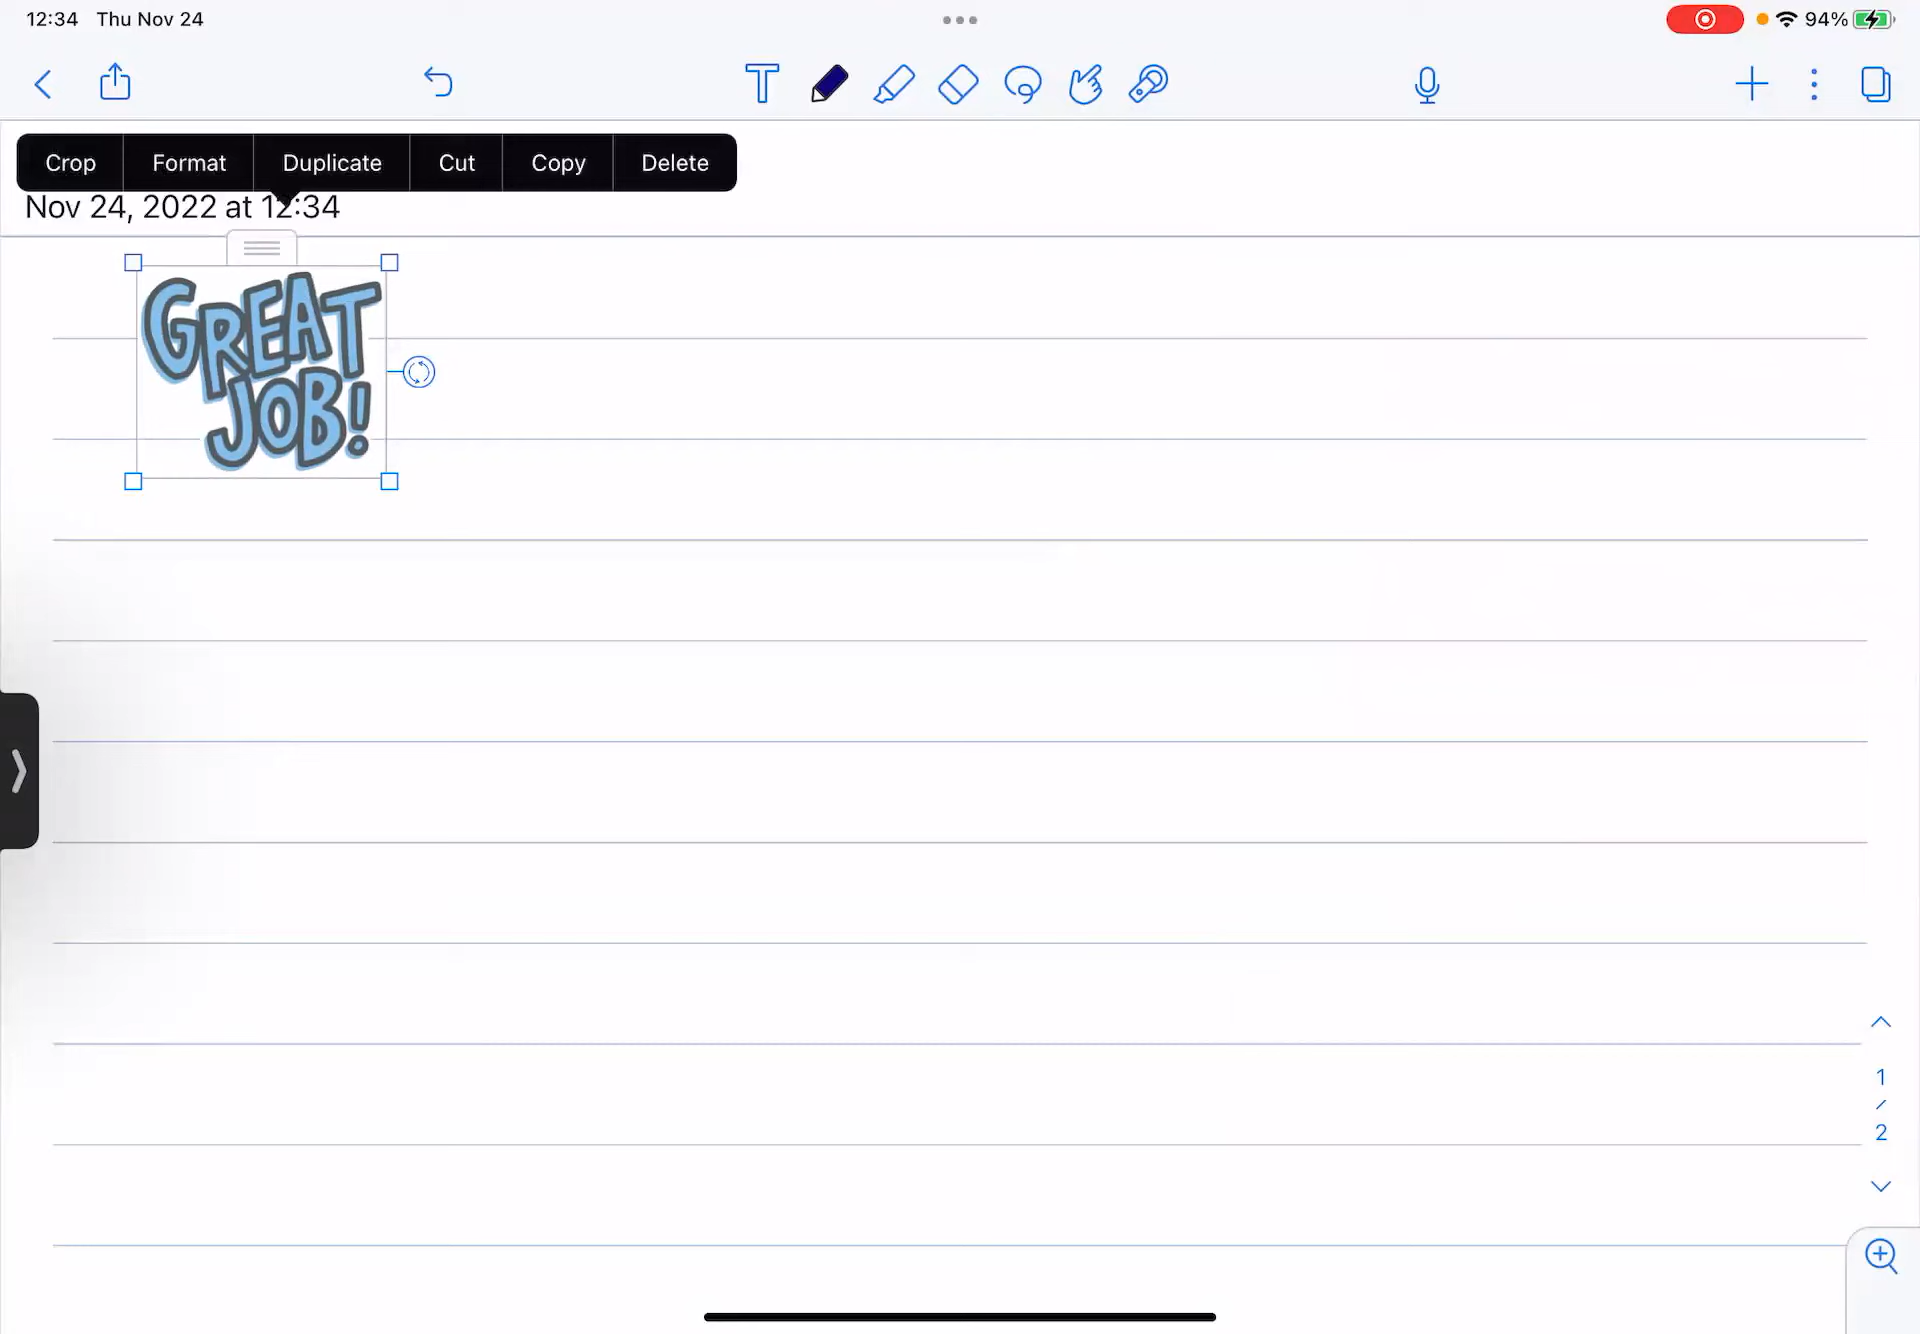 12:34 Thu Nov 24 94%
T
Crop Format Duplicate Cut Copy Delete
Nov 24, 2022 at 12:34
GREAT
JOB!
1
/
2